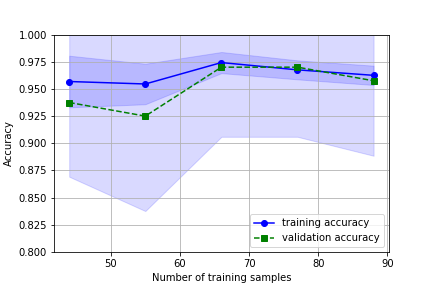 1.000
0.975
0.950
0.925
0.900
0.875
0.850
0.825
0.800
Accuracy
training accuracy
validation accuracy
50 60 70 80 90
Number of training samples